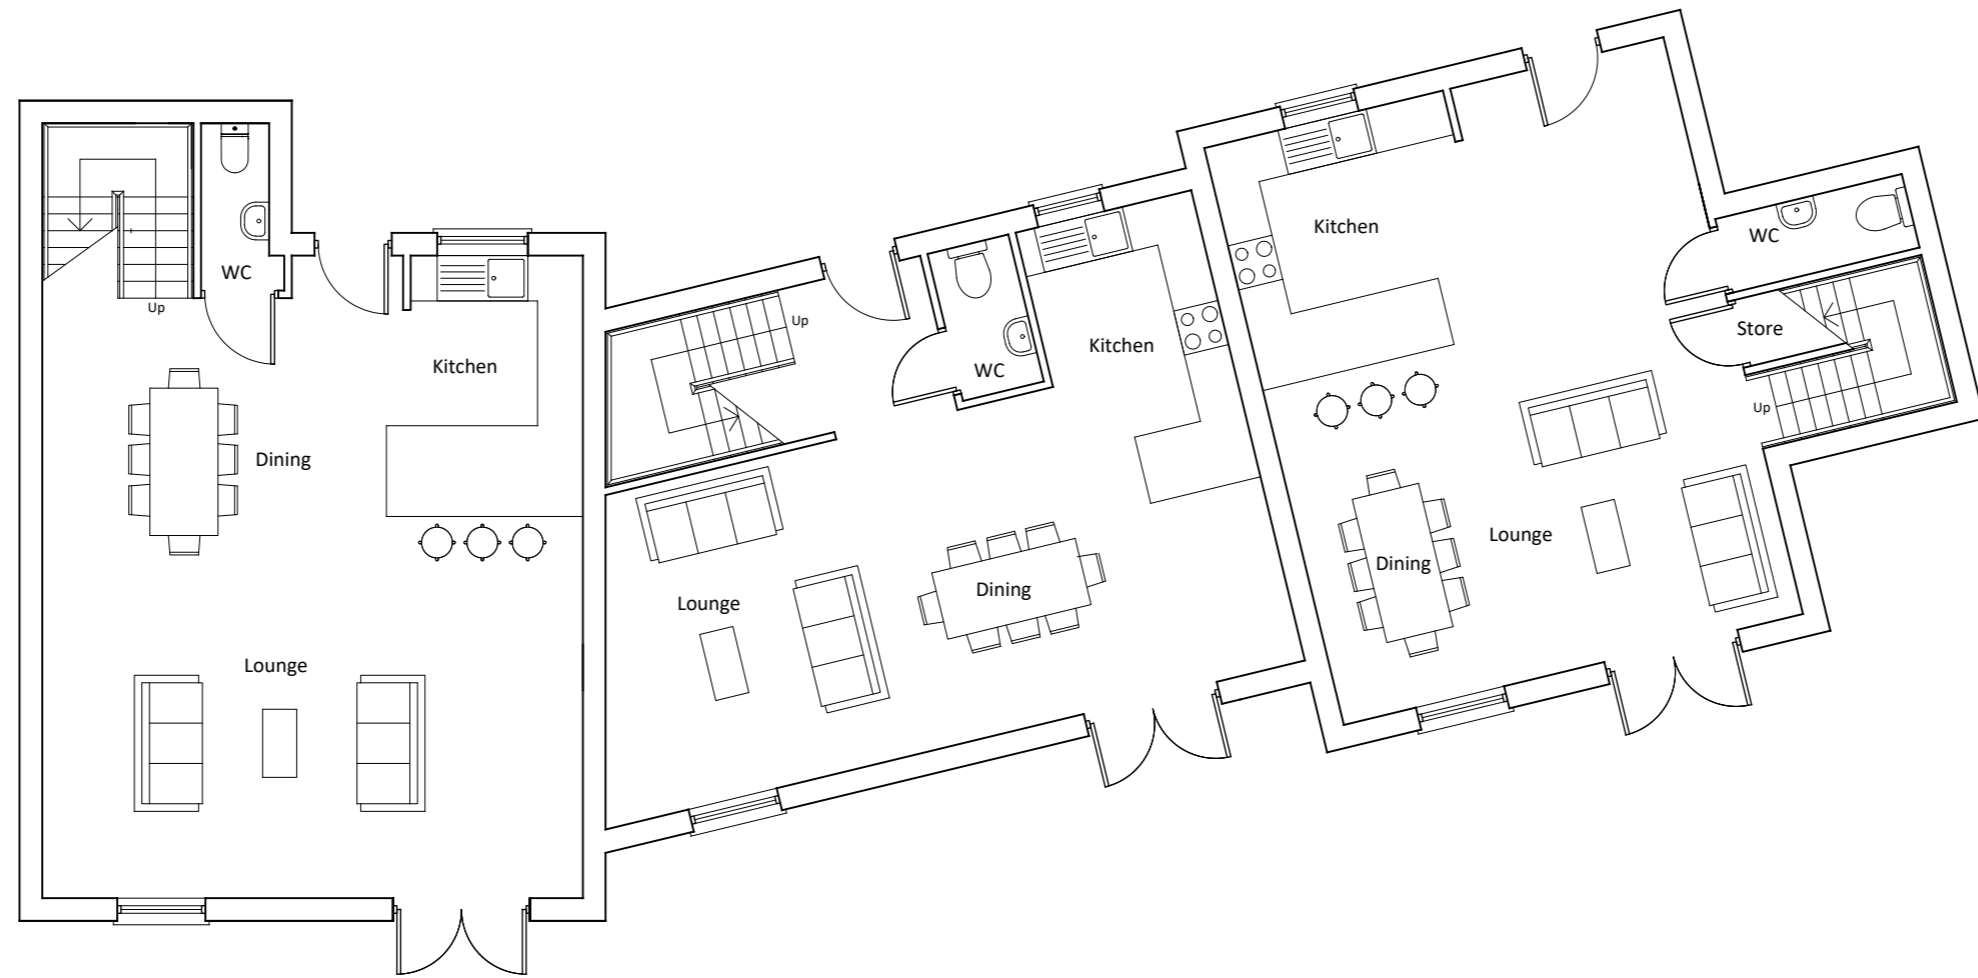 WC
Up
Kitchen
Dining
Lounge
Up
WC
Kitchen
Lounge
Dining
Kitchen
WC
Store
Up
Lounge
Dining